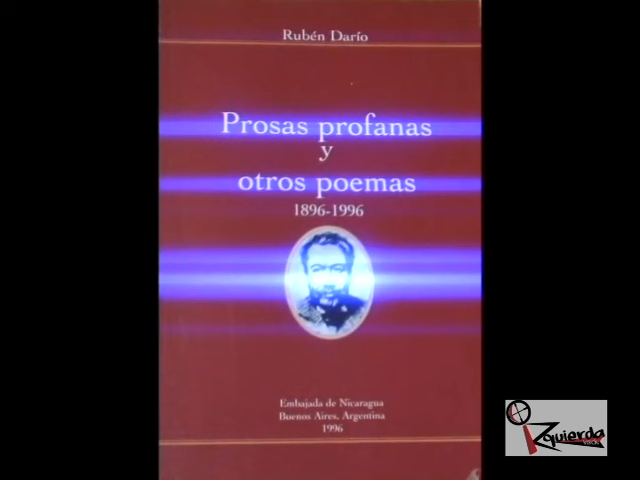 Rubén Darío
Prosas profanas
y
otros poemas
1896-1996
Embajada de Nicaragua
Buenos Aires, Argentina
1996
Izquierda